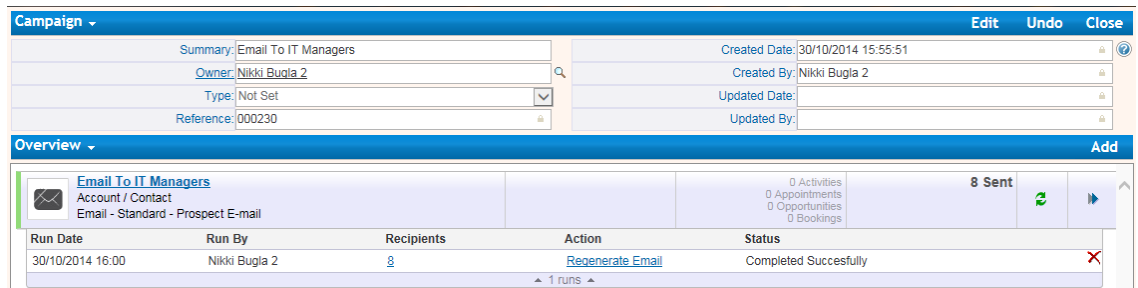 Campaign Edit Undo Close
Summary: Email To IT Managers Created Date: 30/10/2014 15:55:51
Owner: Nikki Bugla 2 Created By: Nikki Bugla 2
Type: Not Set Updated Date:
Reference: 000230 Updated By:
Overview Add
Email To IT Managers 0 Activities 8 Sent
Account / Contact 0 Appointments
Email - Standard - Prospect E-mail 0 Opportunities
0 Bookings
Run Date Run By Recipients Action Status
30/10/2014 16:00 Nikki Bugla 2 8 Regenerate Email Completed Succesfully
1 runs